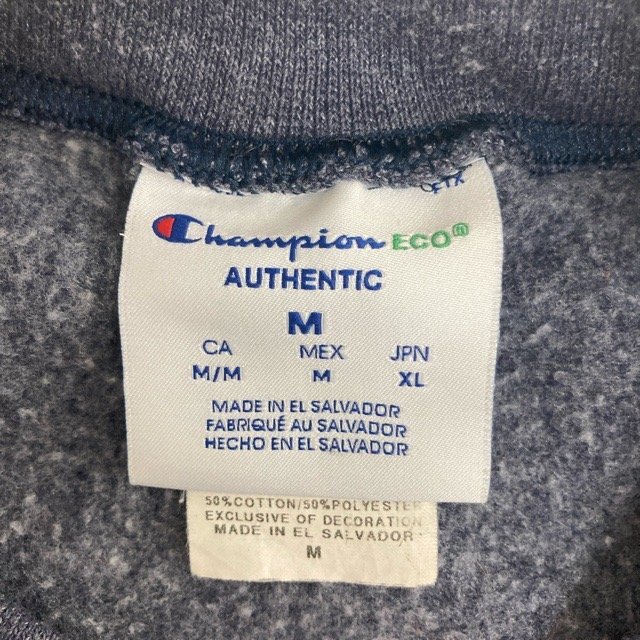 Champion ECO®
AUTHENTIC
M
CA MEX JPN
M/M M XL
MADE IN EL SALVADOR
FABRIQUÉ AU SALVADOR
HECHO EN EL SALVADOR
50%COTTON/50%POLYESTER
EXCLUSIVE OF DECORATION
MADE IN EL SALVADOR
M